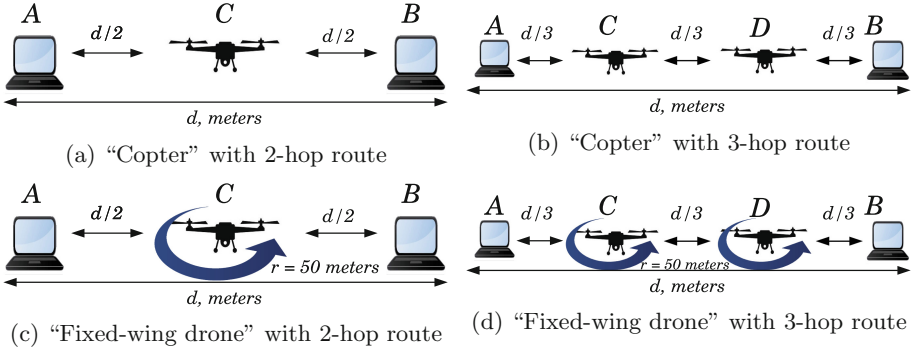 A C B
d/2 d/2
d, meters
(a) “Copter” with 2-hop route
A C D B
d/3 d/3 d/3
d, meters
(b) “Copter” with 3-hop route
A C B
d/2 d/2
r = 50 meters
d, meters
(c) “Fixed-wing drone” with 2-hop route
A C D B
d/3 d/3 d/3
r = 50 meters
d, meters
(d) “Fixed-wing drone” with 3-hop route